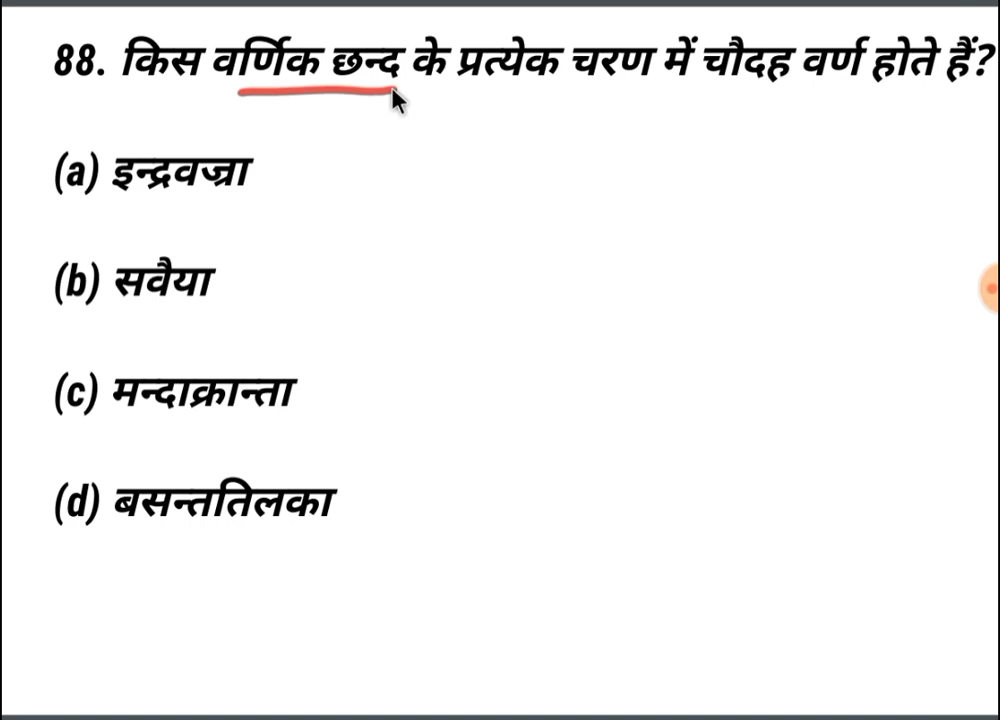 88. किस वर्णिक छन्द के प्रत्येक चरण में चौदह वर्ण होते हैं?
(a) इन्द्रवज्रा
(b) सवैया
(c) मन्दाक्रान्ता
(d) बसन्ततिलका